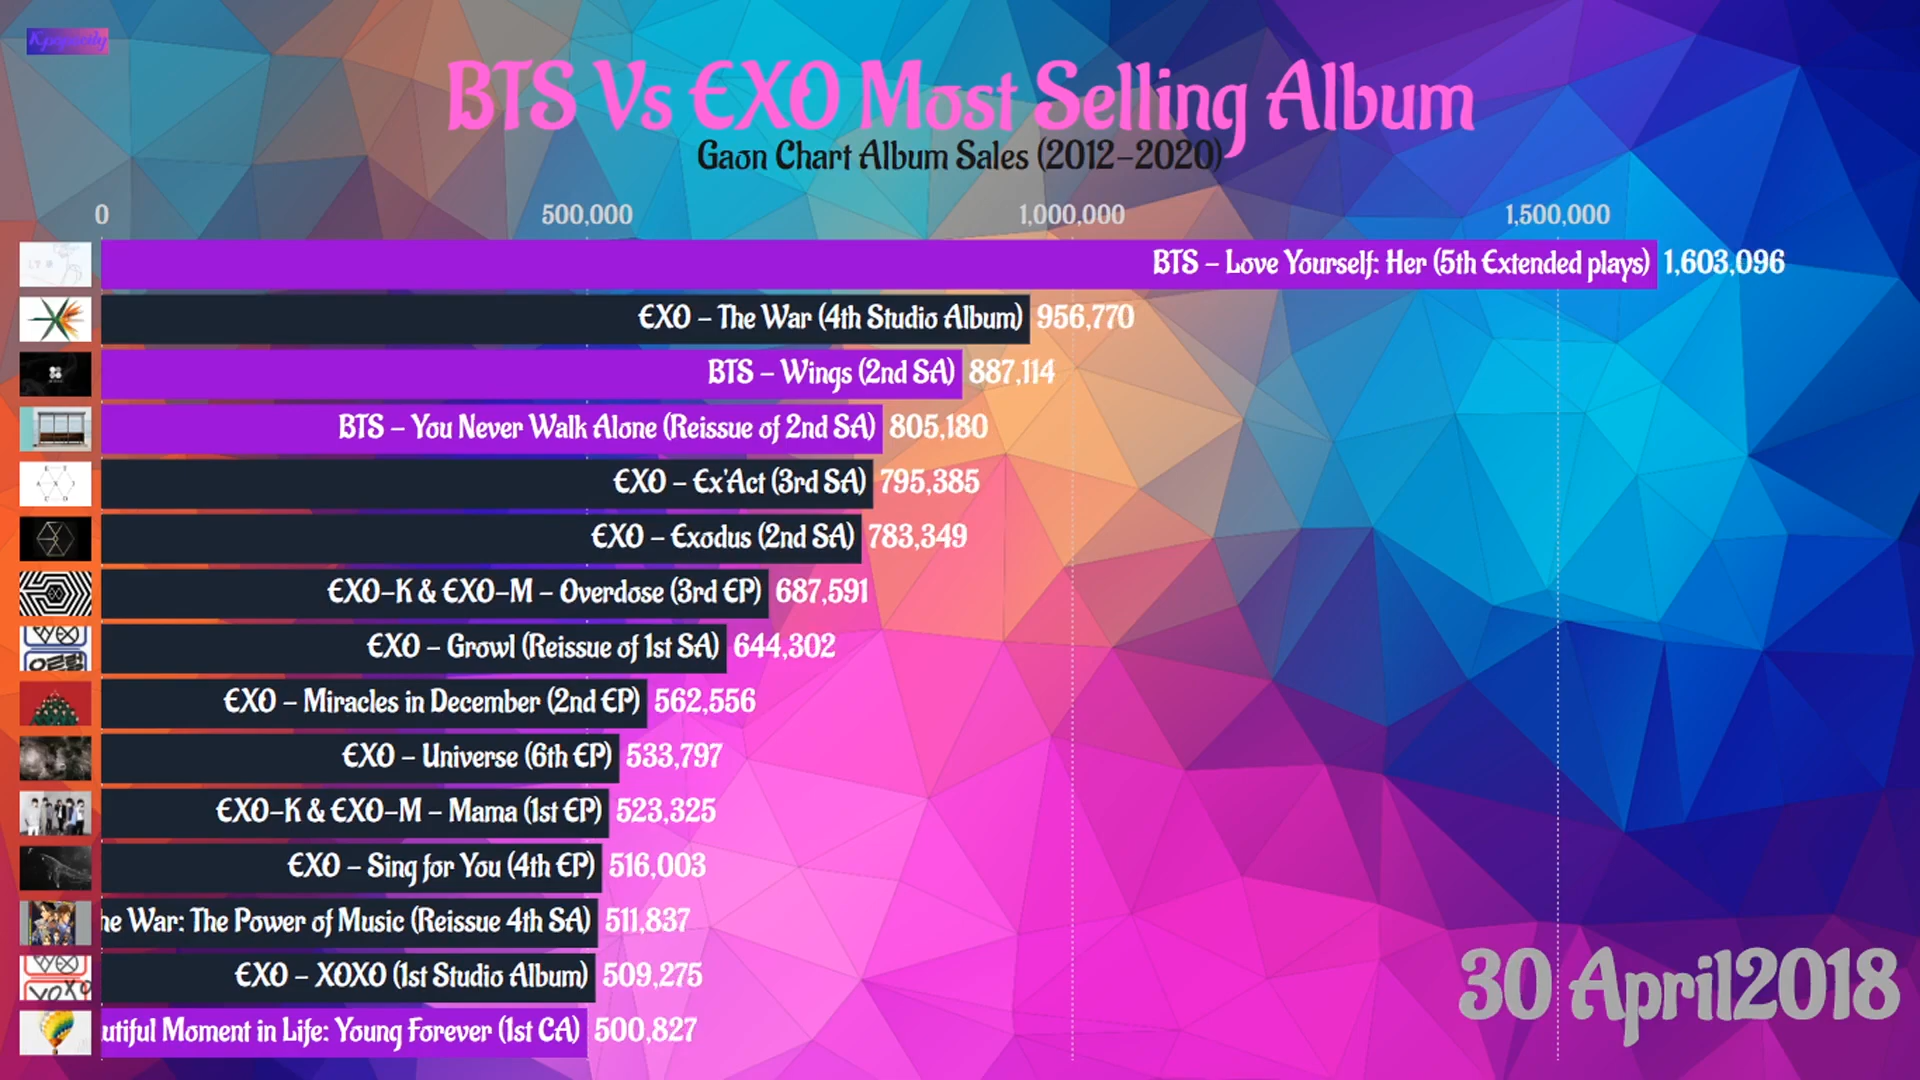 Kpopcity
BTS Vs EXO Most Selling Album
Gaon Chart Album Sales (2012-2020)
0 500,000 1,000,000 1,500,000
BTS - Love Yourself: Her (5th Extended plays) 1,603,096
EXO - The War (4th Studio Album) 956,770
BTS - Wings (2nd SA) 887,114
BTS - You Never Walk Alone (Reissue of 2nd SA) 805,180
EXO - Ex'Act (3rd SA) 795,385
EXO - Exodus (2nd SA) 783,349
EXO-K & EXO-M - Overdose (3rd EP) 687,591
EXO - Growl (Reissue of 1st SA) 644,302
EXO - Miracles in December (2nd EP) 562,556
EXO - Universe (6th EP) 533,797
EXO-K & EXO-M - Mama (1st EP) 523,325
EXO - Sing for You (4th EP) 516,003
he War: The Power of Music (Reissue 4th SA) 511,837
EXO - XOXO (1st Studio Album) 509,275
utiful Moment in Life: Young Forever (1st CA) 500,827
30 April2018